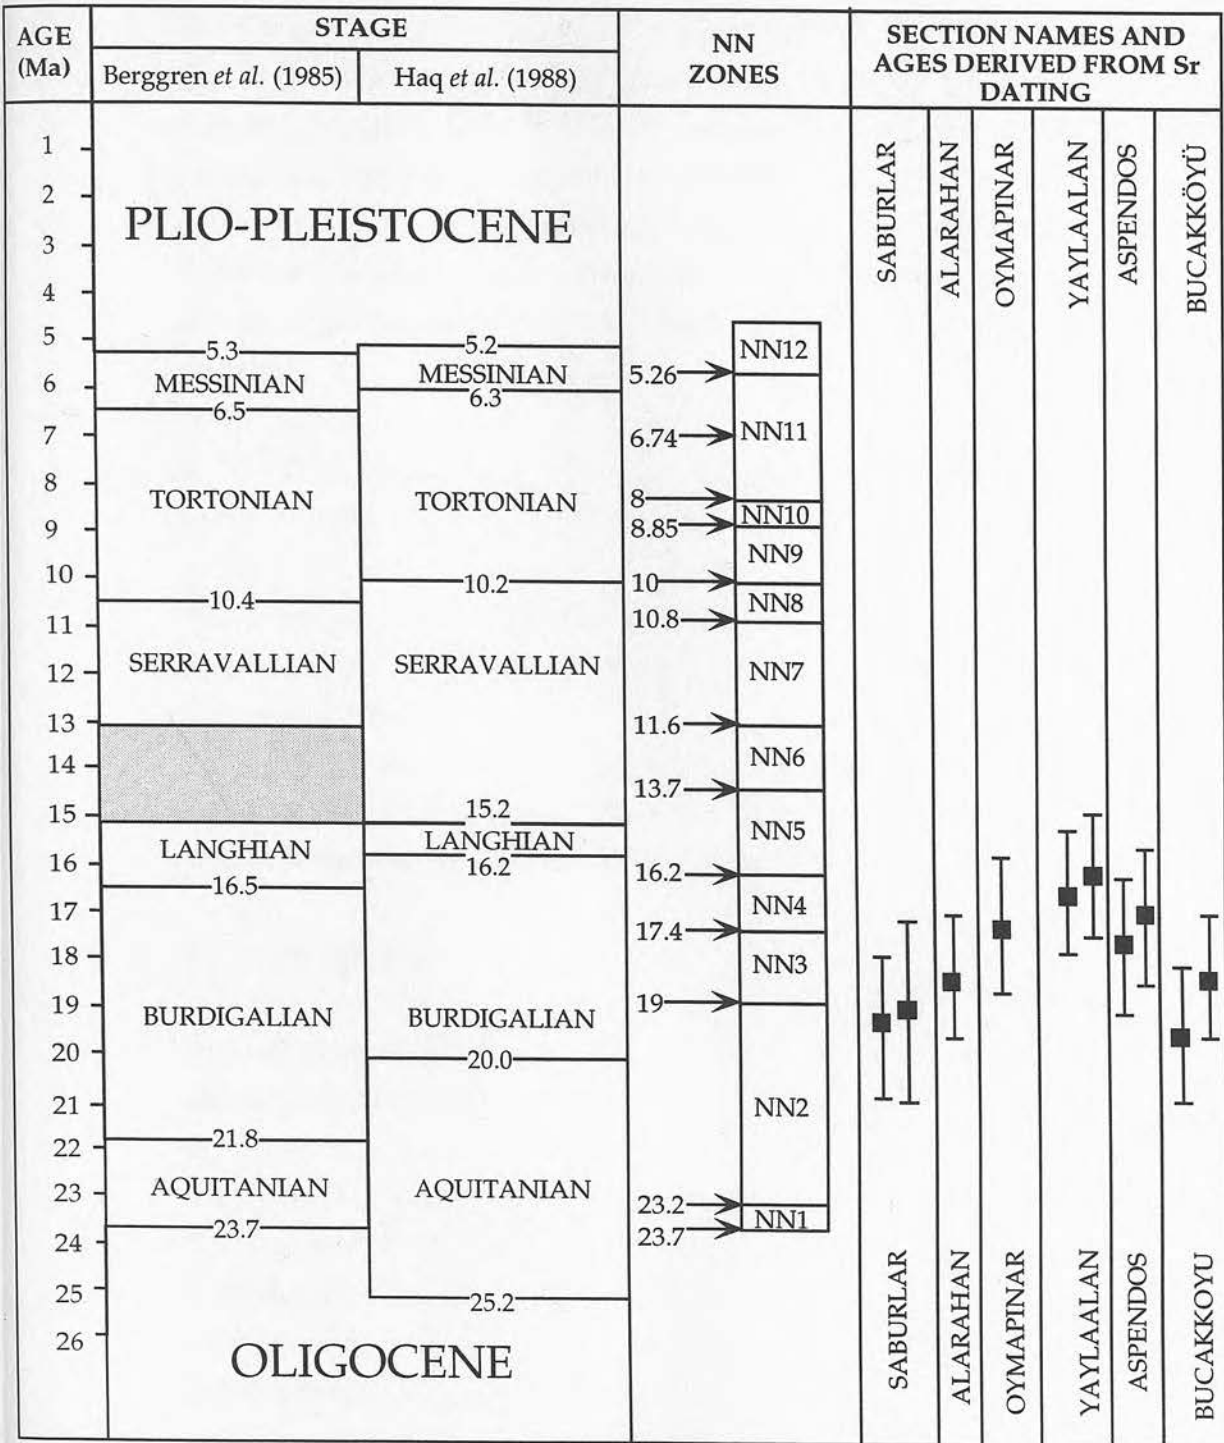 AGE
(Ma)
STAGE
Berggren et al. (1985)
Haq et al. (1988)
NN
ZONES
SECTION NAMES AND
AGES DERIVED FROM Sr
DATING
1
2
3
4
5
6
7
8
9
10
11
12
13
14
15
16
17
18
19
20
21
22
23
24
25
26
PLIO-PLEISTOCENE
5.3
MESSINIAN
6.5
TORTONIAN
10.4
SERRAVALLIAN
LANGHIAN
16.5
BURDIGALIAN
21.8
AQUITANIAN
23.7
5.2
MESSINIAN
6.3
TORTONIAN
10.2
SERRAVALLIAN
15.2
LANGHIAN
16.2
BURDIGALIAN
20.0
AQUITANIAN
25.2
OLIGOCENE
5.26
6.74
8
8.85
10
10.8
11.6
13.7
16.2
17.4
19
23.2
23.7
NN12
NN11
NN10
NN9
NN8
NN7
NN6
NN5
NN4
NN3
NN2
NN1
SABURLAR
ALARAHAN
OYMAPINAR
YAYLAALAN
ASPENDOS
BUCAKKÖYÜ
SABURLAR
ALARAHAN
OYMAPINAR
YAYLAALAN
ASPENDOS
BUCAKKOYU